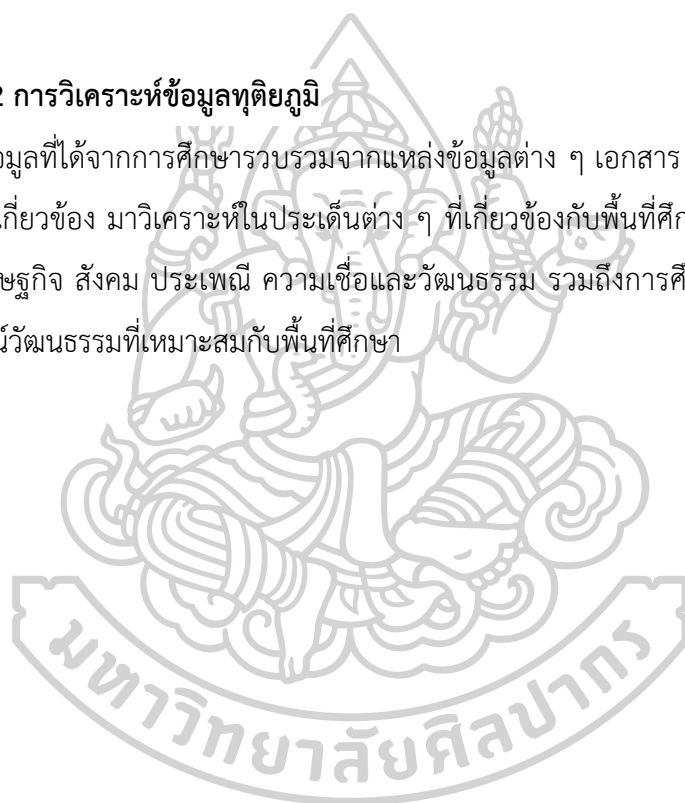 2 การวิเคราะห์ข้อมูลทุติยภูมิ
อมูลที่ได้จากการศึกษารวบรวมจากแหล่งข้อมูลต่าง ๆ เอกสาร
เกี่ยวข้อง มาวิเคราะห์ในประเด็นต่าง ๆ ที่เกี่ยวข้องกับพื้นที่ศึก
ษฐกิจ สังคม ประเพณี ความเชื่อและวัฒนธรรม รวมถึงการศึ
น์วัฒนธรรมที่เหมาะสมกับพื้นที่ศึกษา
มหาวิทยาลัยศิลปากร